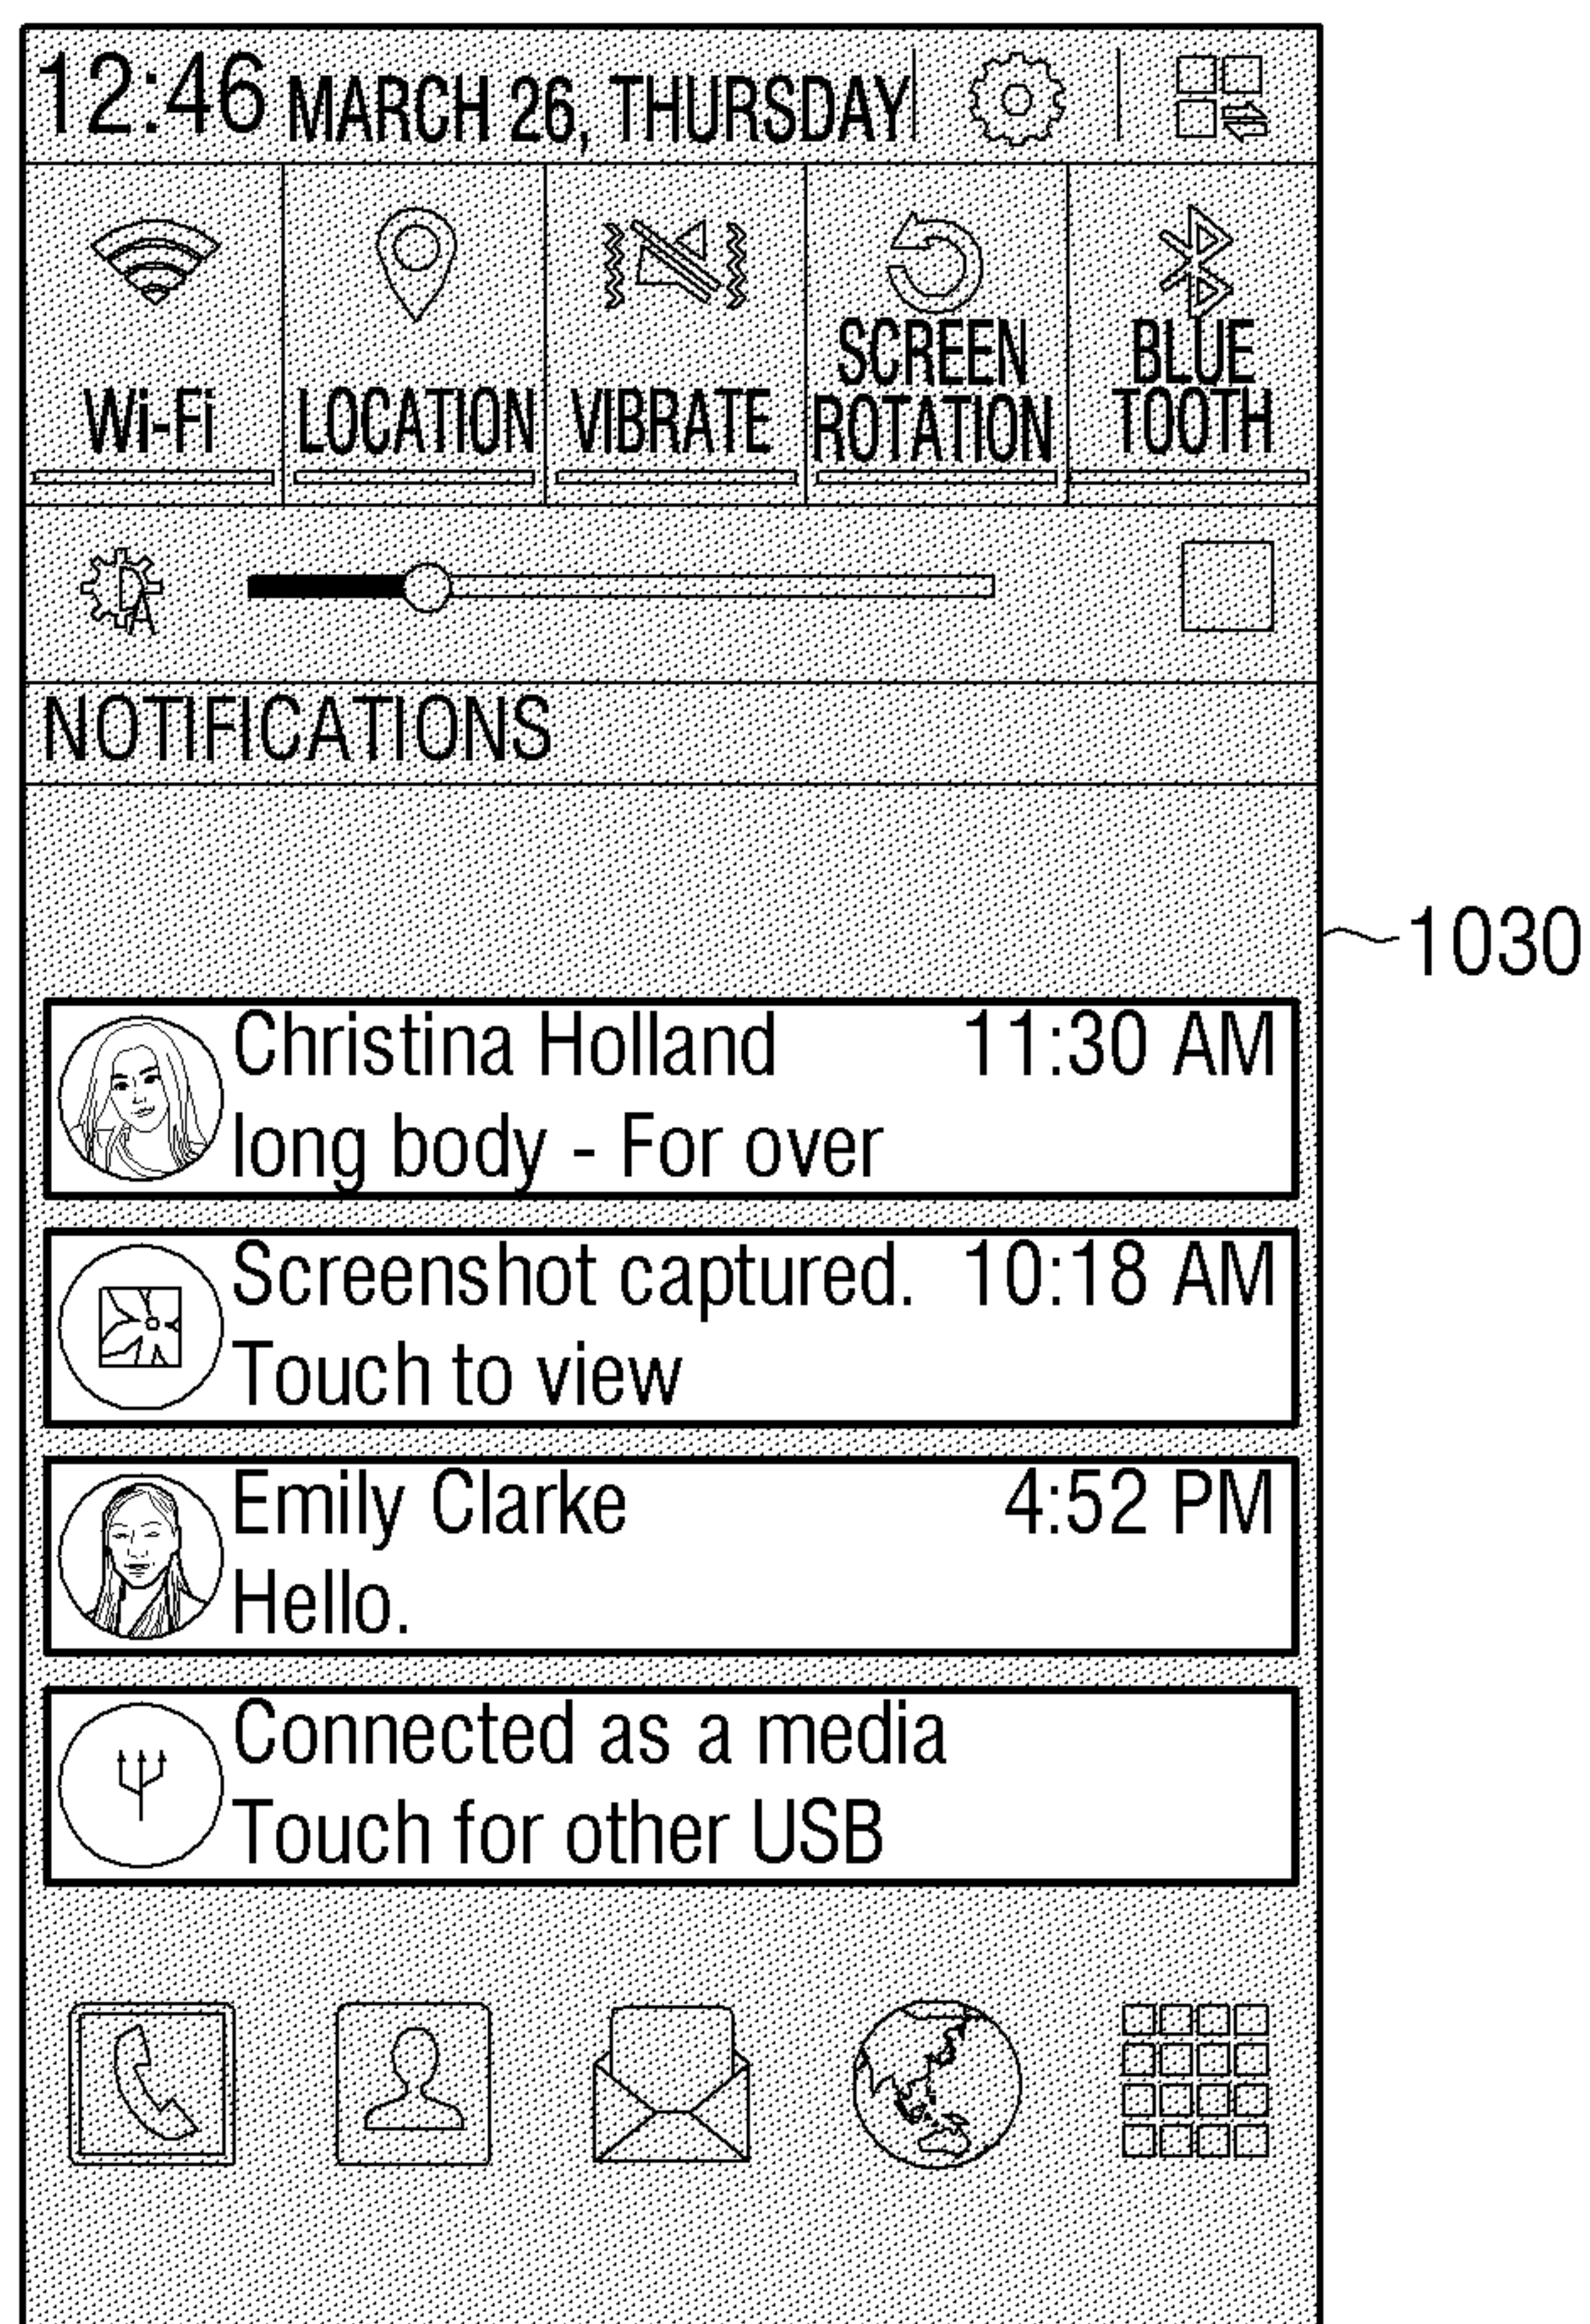 12:46 MARCH 26, THURSDAY
Wi-Fi
LOCATION
VIBRATE
SCREEN
ROTATION
BLUE
TOOTH
A
NOTIFICATIONS
1030
Christina Holland 11:30 AM
long body - For over
Screenshot captured. 10:18 AM
Touch to view
Emily Clarke 4:52 PM
Hello.
Connected as a media
Touch for other USB